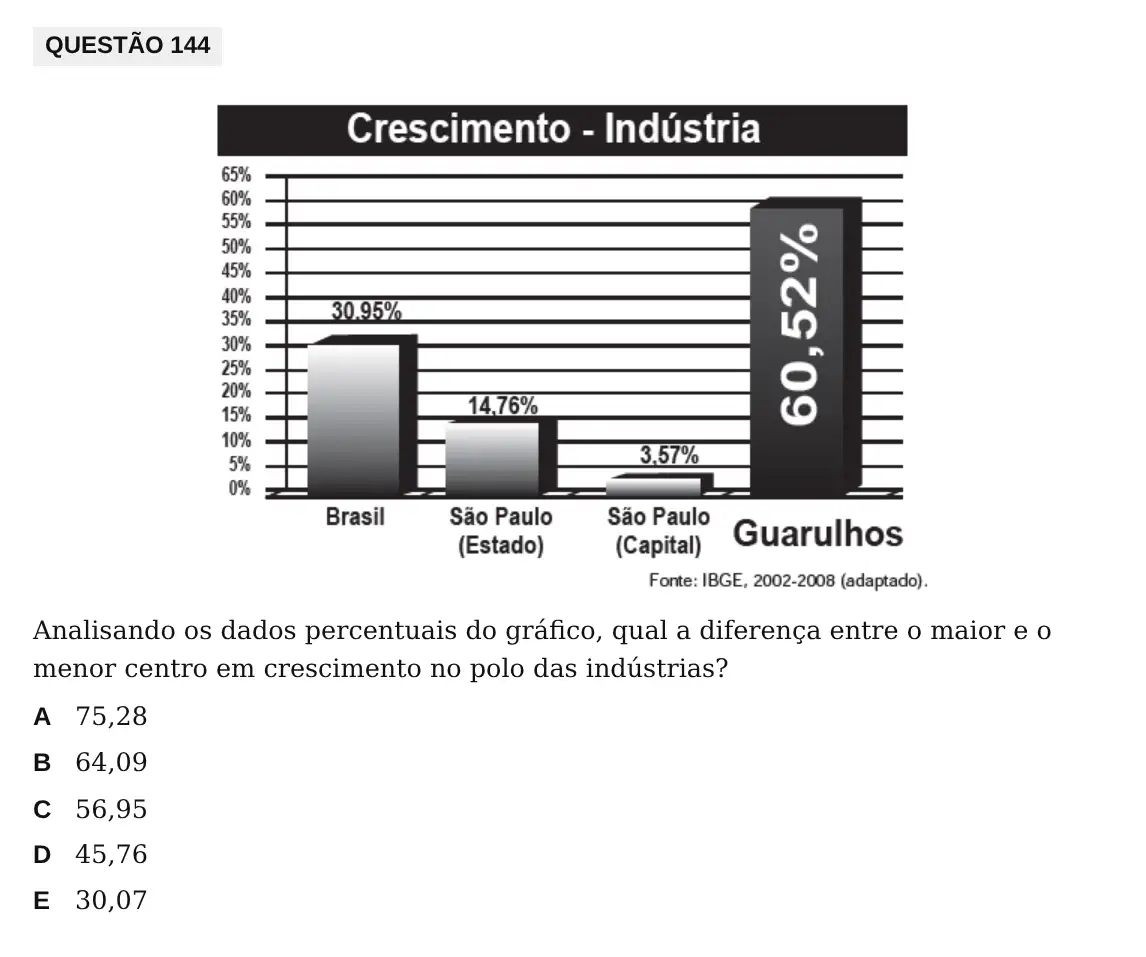 QUESTÃO 144
Crescimento - Indústria
65%
60%
55%
50%
45%
40%
35%
30%
25%
20%
15%
10%
5%
0%
30.95%
14,76%
3,57%
60,52%
Brasil
São Paulo
(Estado)
São Paulo
(Capital)
Guarulhos
Fonte: IBGE, 2002-2008 (adaptado).
Analisando os dados percentuais do gráfico, qual a diferença entre o maior e o
menor centro em crescimento no polo das indústrias?
A 75,28
B 64,09
C 56,95
D 45,76
E 30,07